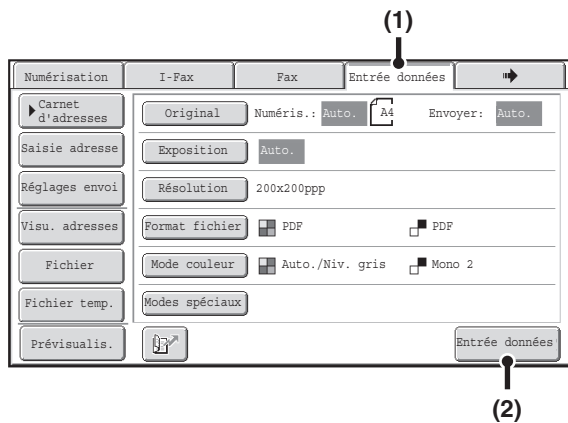 (1)
Numérisation I-Fax Fax Entrée données
Carnet
d'adresses
Original Numéris.: Auto. A4 Envoyer: Auto.
Saisie adresse
Exposition Auto.
Réglages envoi
Résolution 200x200ppp
Visu. adresses
Format fichier PDF PDF
Fichier
Mode couleur Auto./Niv. gris Mono 2
Fichier temp.
Modes spéciaux
Prévisualis.
Entrée données
(2)